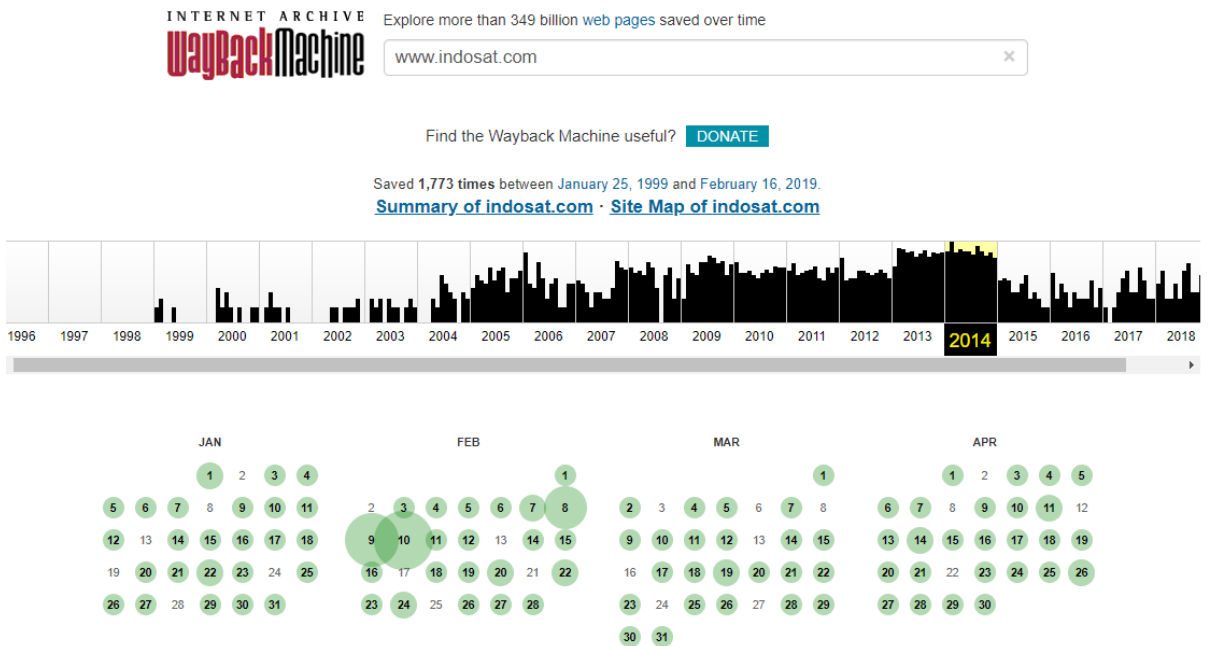 INTERNET ARCHIVE
WayBackMachine
Explore more than 349 billion web pages saved over time
www.indosat.com ×
Find the Wayback Machine useful? DONATE
Saved 1,773 times between January 25, 1999 and February 16, 2019.
Summary of indosat.com · Site Map of indosat.com
1996 1997 1998 1999 2000 2001 2002 2003 2004 2005 2006 2007 2008 2009 2010 2011 2012 2013 2014 2015 2016 2017 2018
JAN FEB MAR APR
1 2 3 4 1 1 1 2 3 4 5
5 6 7 8 9 10 11 2 3 4 5 6 7 8 2 3 4 5 6 7 8 6 7 8 9 10 11 12
12 13 14 15 16 17 18 9 10 11 12 13 14 15 9 10 11 12 13 14 15 13 14 15 16 17 18 19
19 20 21 22 23 24 25 16 17 18 19 20 21 22 16 17 18 19 20 21 22 20 21 22 23 24 25 26
26 27 28 29 30 31 23 24 25 26 27 28 23 24 25 26 27 28 29 27 28 29 30
30 31